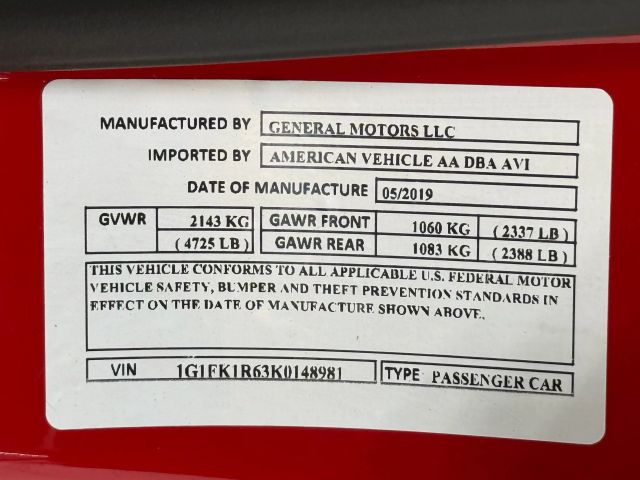 MANUFACTURED BY GENERAL MOTORS LLC
IMPORTED BY AMERICAN VEHICLE AA DBA AVI
DATE OF MANUFACTURE 05/2019
GVWR 2143 KG GAWR FRONT 1060 KG (2337 LB)
(4725 LB) GAWR REAR 1083 KG (2388 LB)
THIS VEHICLE CONFORMS TO ALL APPLICABLE U.S. FEDERAL MOTOR
VEHICLE SAFETY, BUMPER AND THEFT PREVENTION STANDARDS IN
EFFECT ON THE DATE OF MANUFACTURE SHOWN ABOVE.
VIN 1G1FK1R63K0148981 TYPE PASSENGER CAR